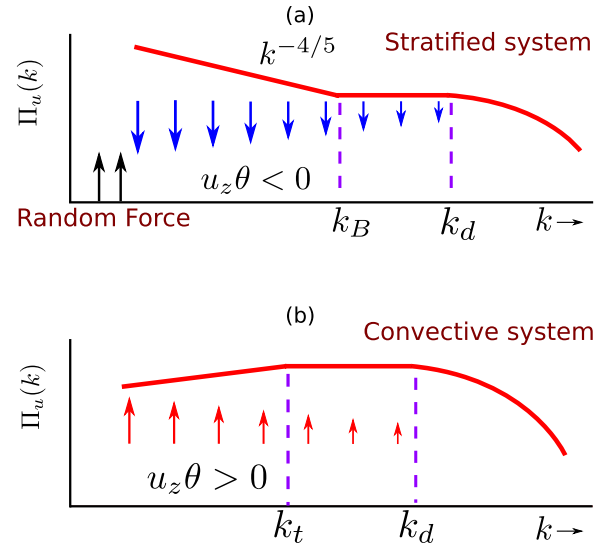 (a)
k^{-4/5}
Stratified system
Π_u(k)
u_zθ < 0
Random Force
k_B
k_d
k→
(b)
Convective system
Π_u(k)
u_zθ > 0
k_t
k_d
k→